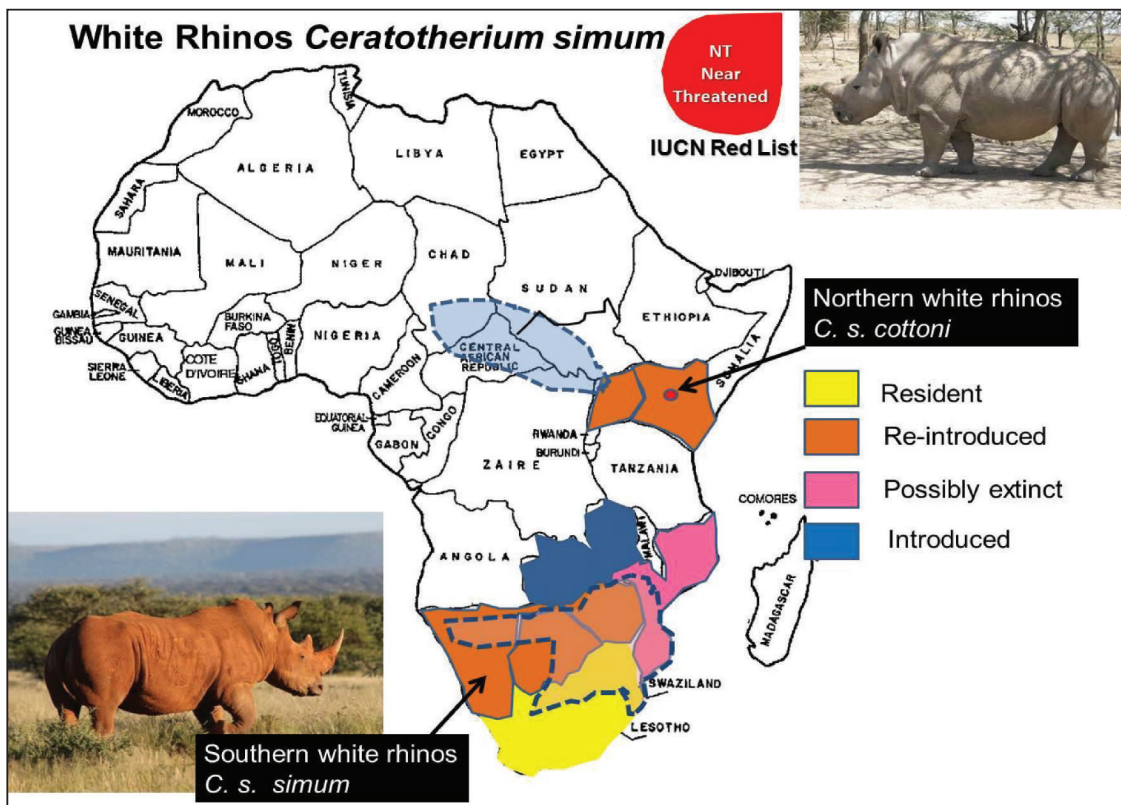 White Rhinos Ceratotherium simum
NT
Near
Threatened
IUCN Red List
MOROCCO
TUNISIA
ALGERIA
LIBYA
EGYPT
SAHARA
MAURITANIA
MALI
NIGER
CHAD
SUDAN
DJIBOUTI
SENEGAL
GAMBIA
GUINEA
BISSAU
GUINEA
SIERRA
LEONE
LIBERIA
COTE
D'IVOIRE
BURKINA
FASO
GHANA
TOGO
BENIN
NIGERIA
CAMEROON
CENTRAL
AFRICAN
REPUBLIC
ETHIOPIA
SOMALIA
EQUATORIAL
GUINEA
GABON
CONGO
ZAIRE
RWANDA
BURUNDI
TANZANIA
COMORES
ANGOLA
MALAWI
MADAGASCAR
SWAZILAND
LESOTHO
Northern white rhinos
C. s. cottoni
Resident
Re-introduced
Possibly extinct
Introduced
Southern white rhinos
C. s. simum